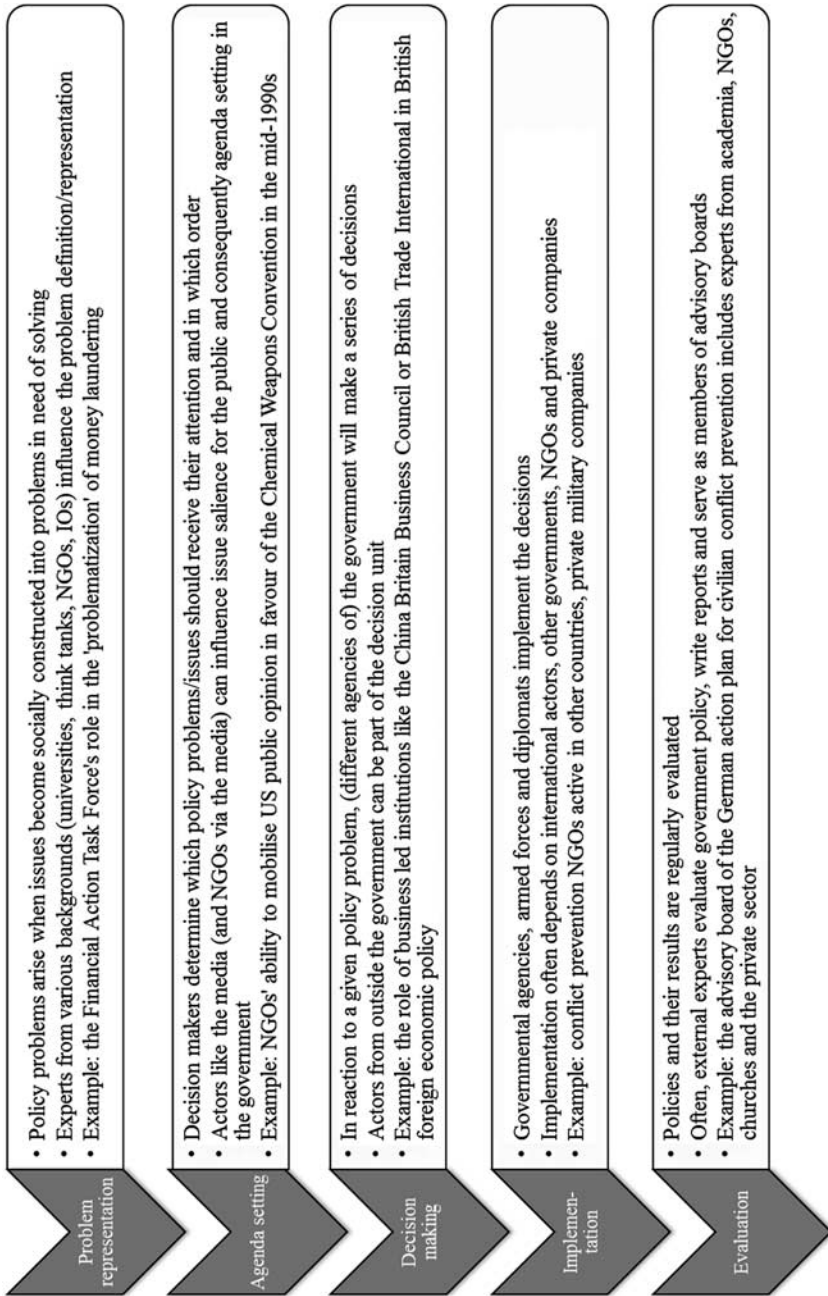 Problem
representation
• Policy problems arise when issues become socially constructed into problems in need of solving
• Experts from various backgrounds (universities, think tanks, NGOs, IOs) influence the problem definition/representation
• Example: the Financial Action Task Force's role in the 'problematization' of money laundering
Agenda setting
• Decision makers determine which policy problems/issues should receive their attention and in which order
• Actors like the media (and NGOs via the media) can influence issue salience for the public and consequently agenda setting in
the government
• Example: NGOs' ability to mobilise US public opinion in favour of the Chemical Weapons Convention in the mid-1990s
Decision
making
• In reaction to a given policy problem, (different agencies of) the government will make a series of decisions
• Actors from outside the government can be part of the decision unit
• Example: the role of business led institutions like the China Britain Business Council or British Trade International in British
foreign economic policy
Implemen-
tation
• Governmental agencies, armed forces and diplomats implement the decisions
• Implementation often depends on international actors, other governments, NGOs and private companies
• Example: conflict prevention NGOs active in other countries, private military companies
Evaluation
• Policies and their results are regularly evaluated
• Often, external experts evaluate government policy, write reports and serve as members of advisory boards
• Example: the advisory board of the German action plan for civilian conflict prevention includes experts from academia, NGOs,
churches and the private sector